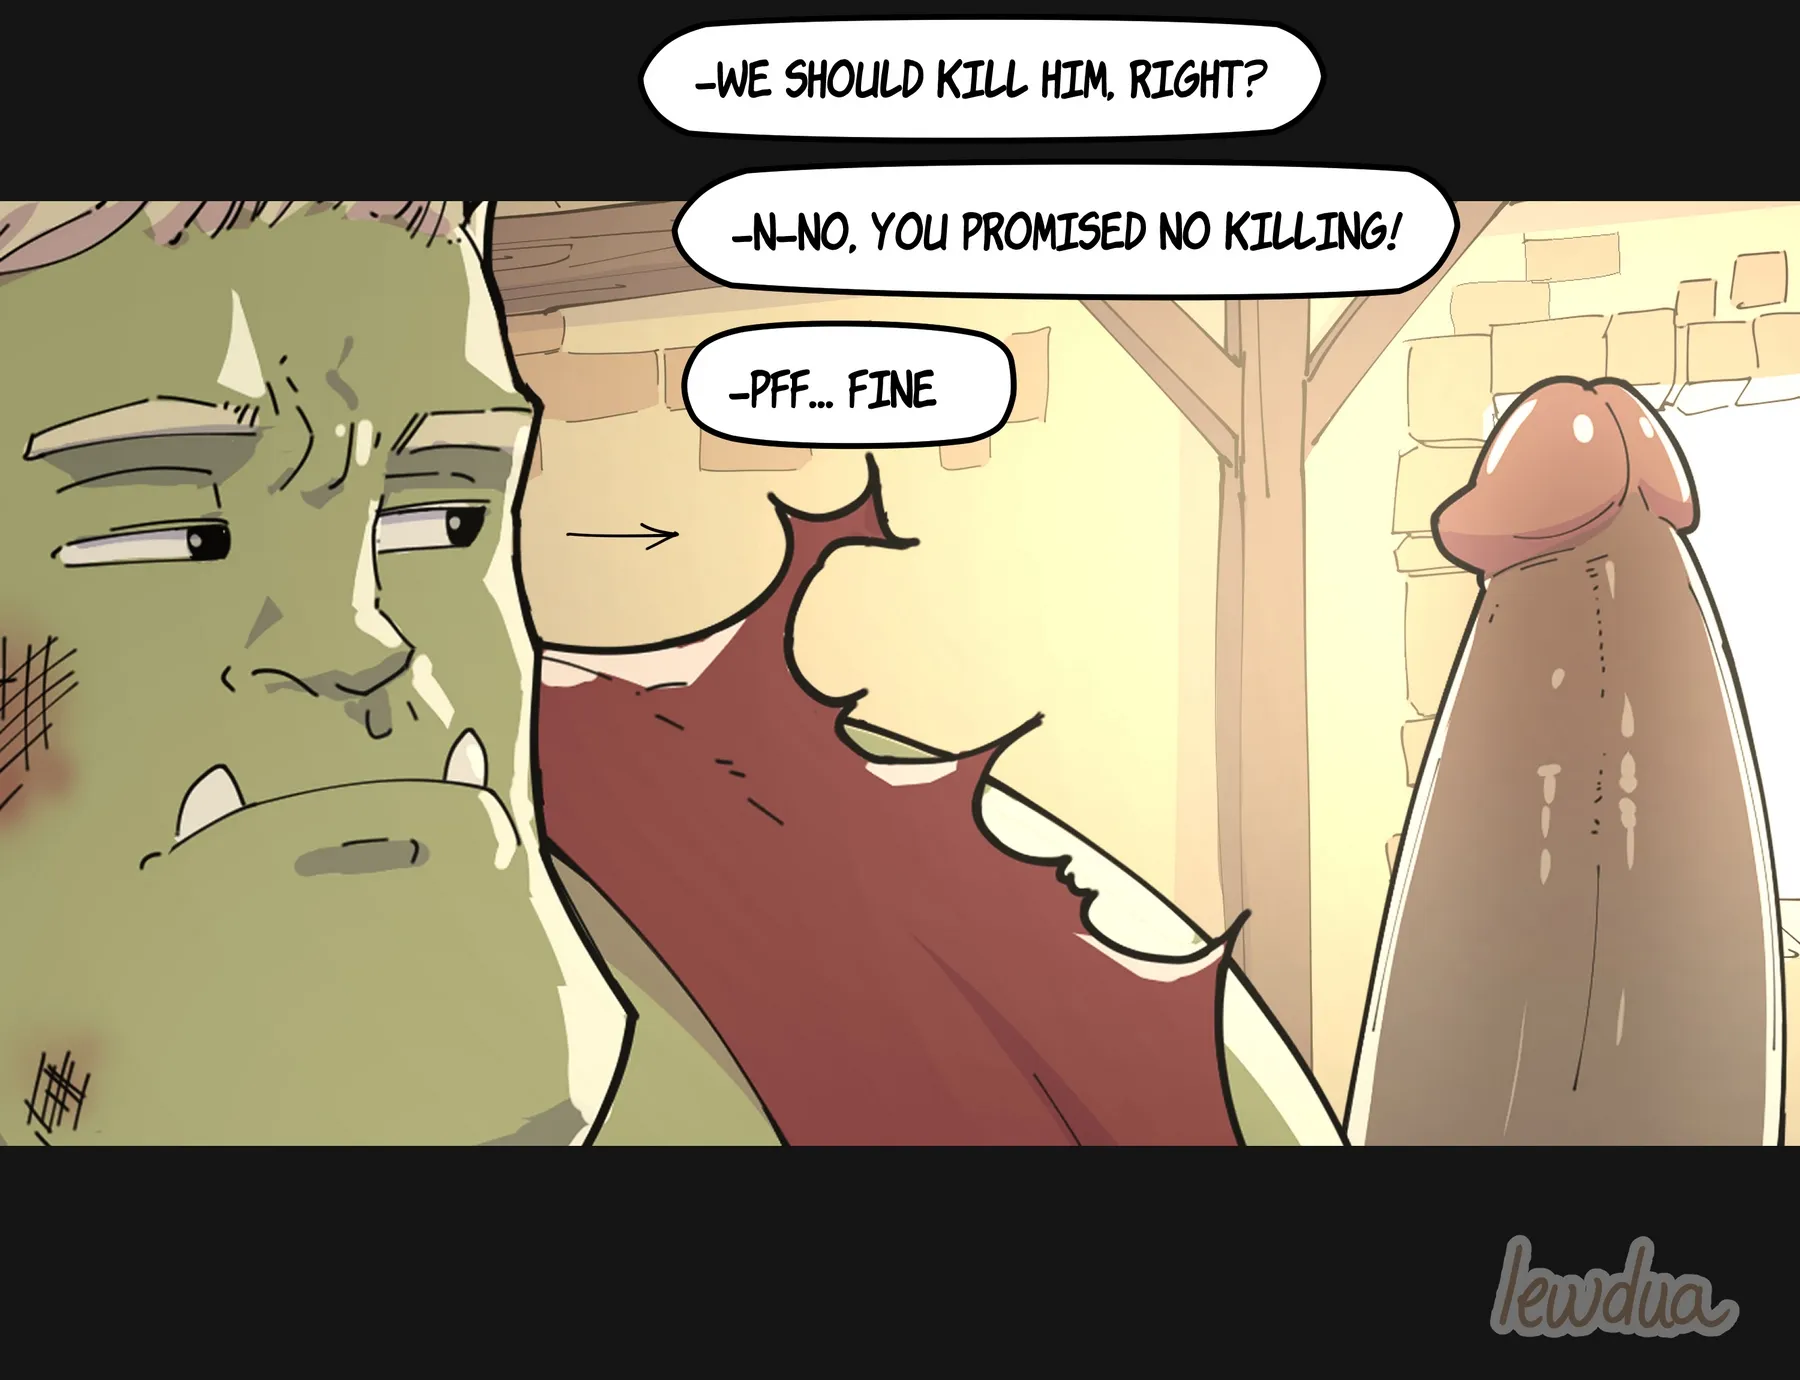 -WE SHOULD KILL HIM, RIGHT?
-N-NO, YOU PROMISED NO KILLING!
-PFF... FINE
lewdua